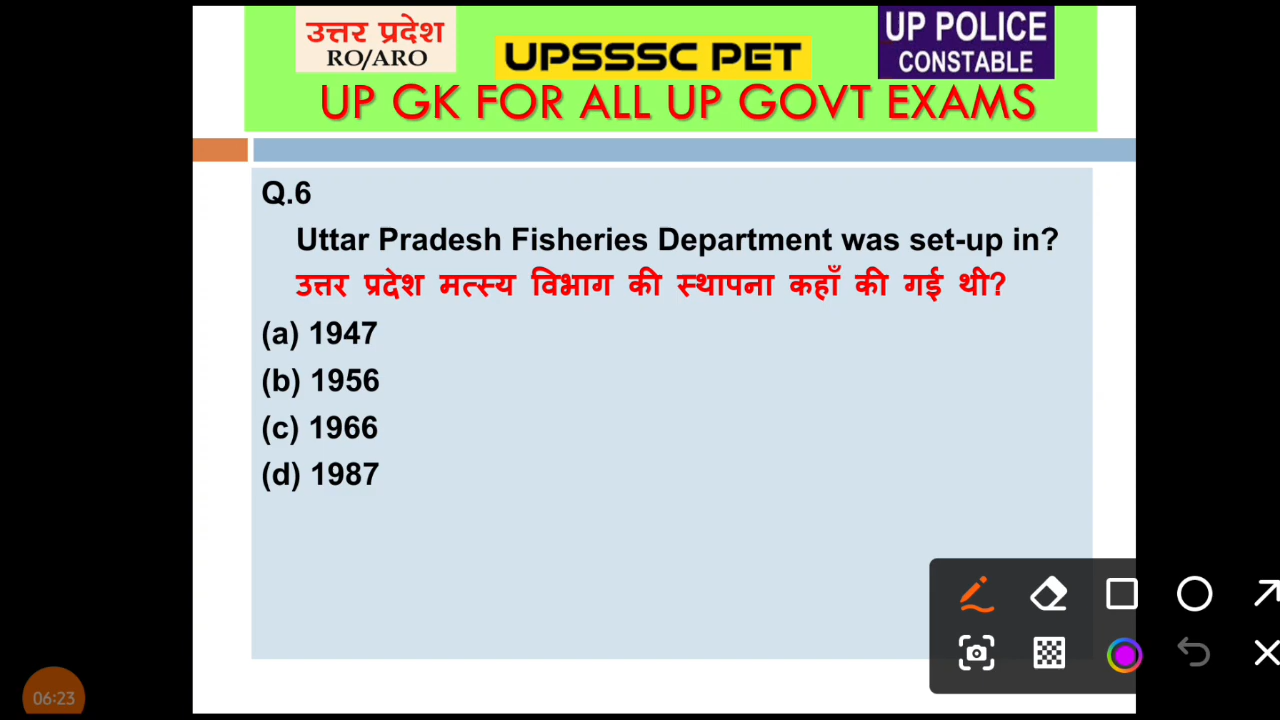 उत्तर प्रदेश
RO/ARO
UPSSSC PET
UP POLICE
CONSTABLE
UP GK FOR ALL UP GOVT EXAMS
Q.6
Uttar Pradesh Fisheries Department was set-up in?
उत्तर प्रदेश मत्स्य विभाग की स्थापना कहाँ की गई थी?
(a) 1947
(b) 1956
(c) 1966
(d) 1987
06:23